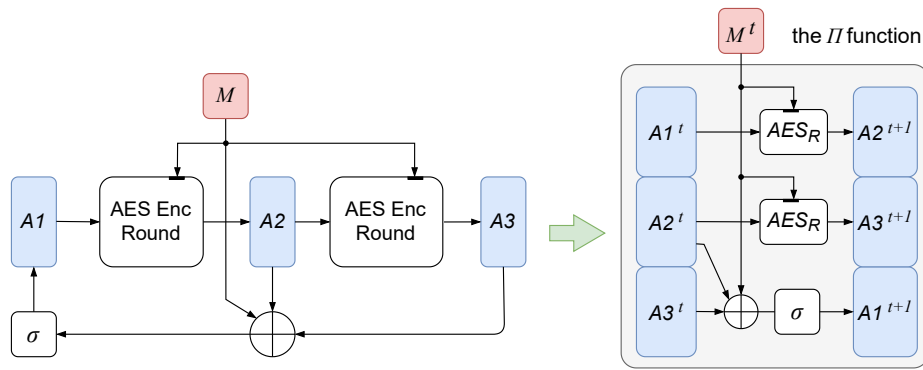 M
A1
AES Enc
Round
A2
AES Enc
Round
A3
σ
M^t
the Π function
A1^t
AES_R
A2^{t+1}
A2^t
AES_R
A3^{t+1}
A3^t
σ
A1^{t+1}